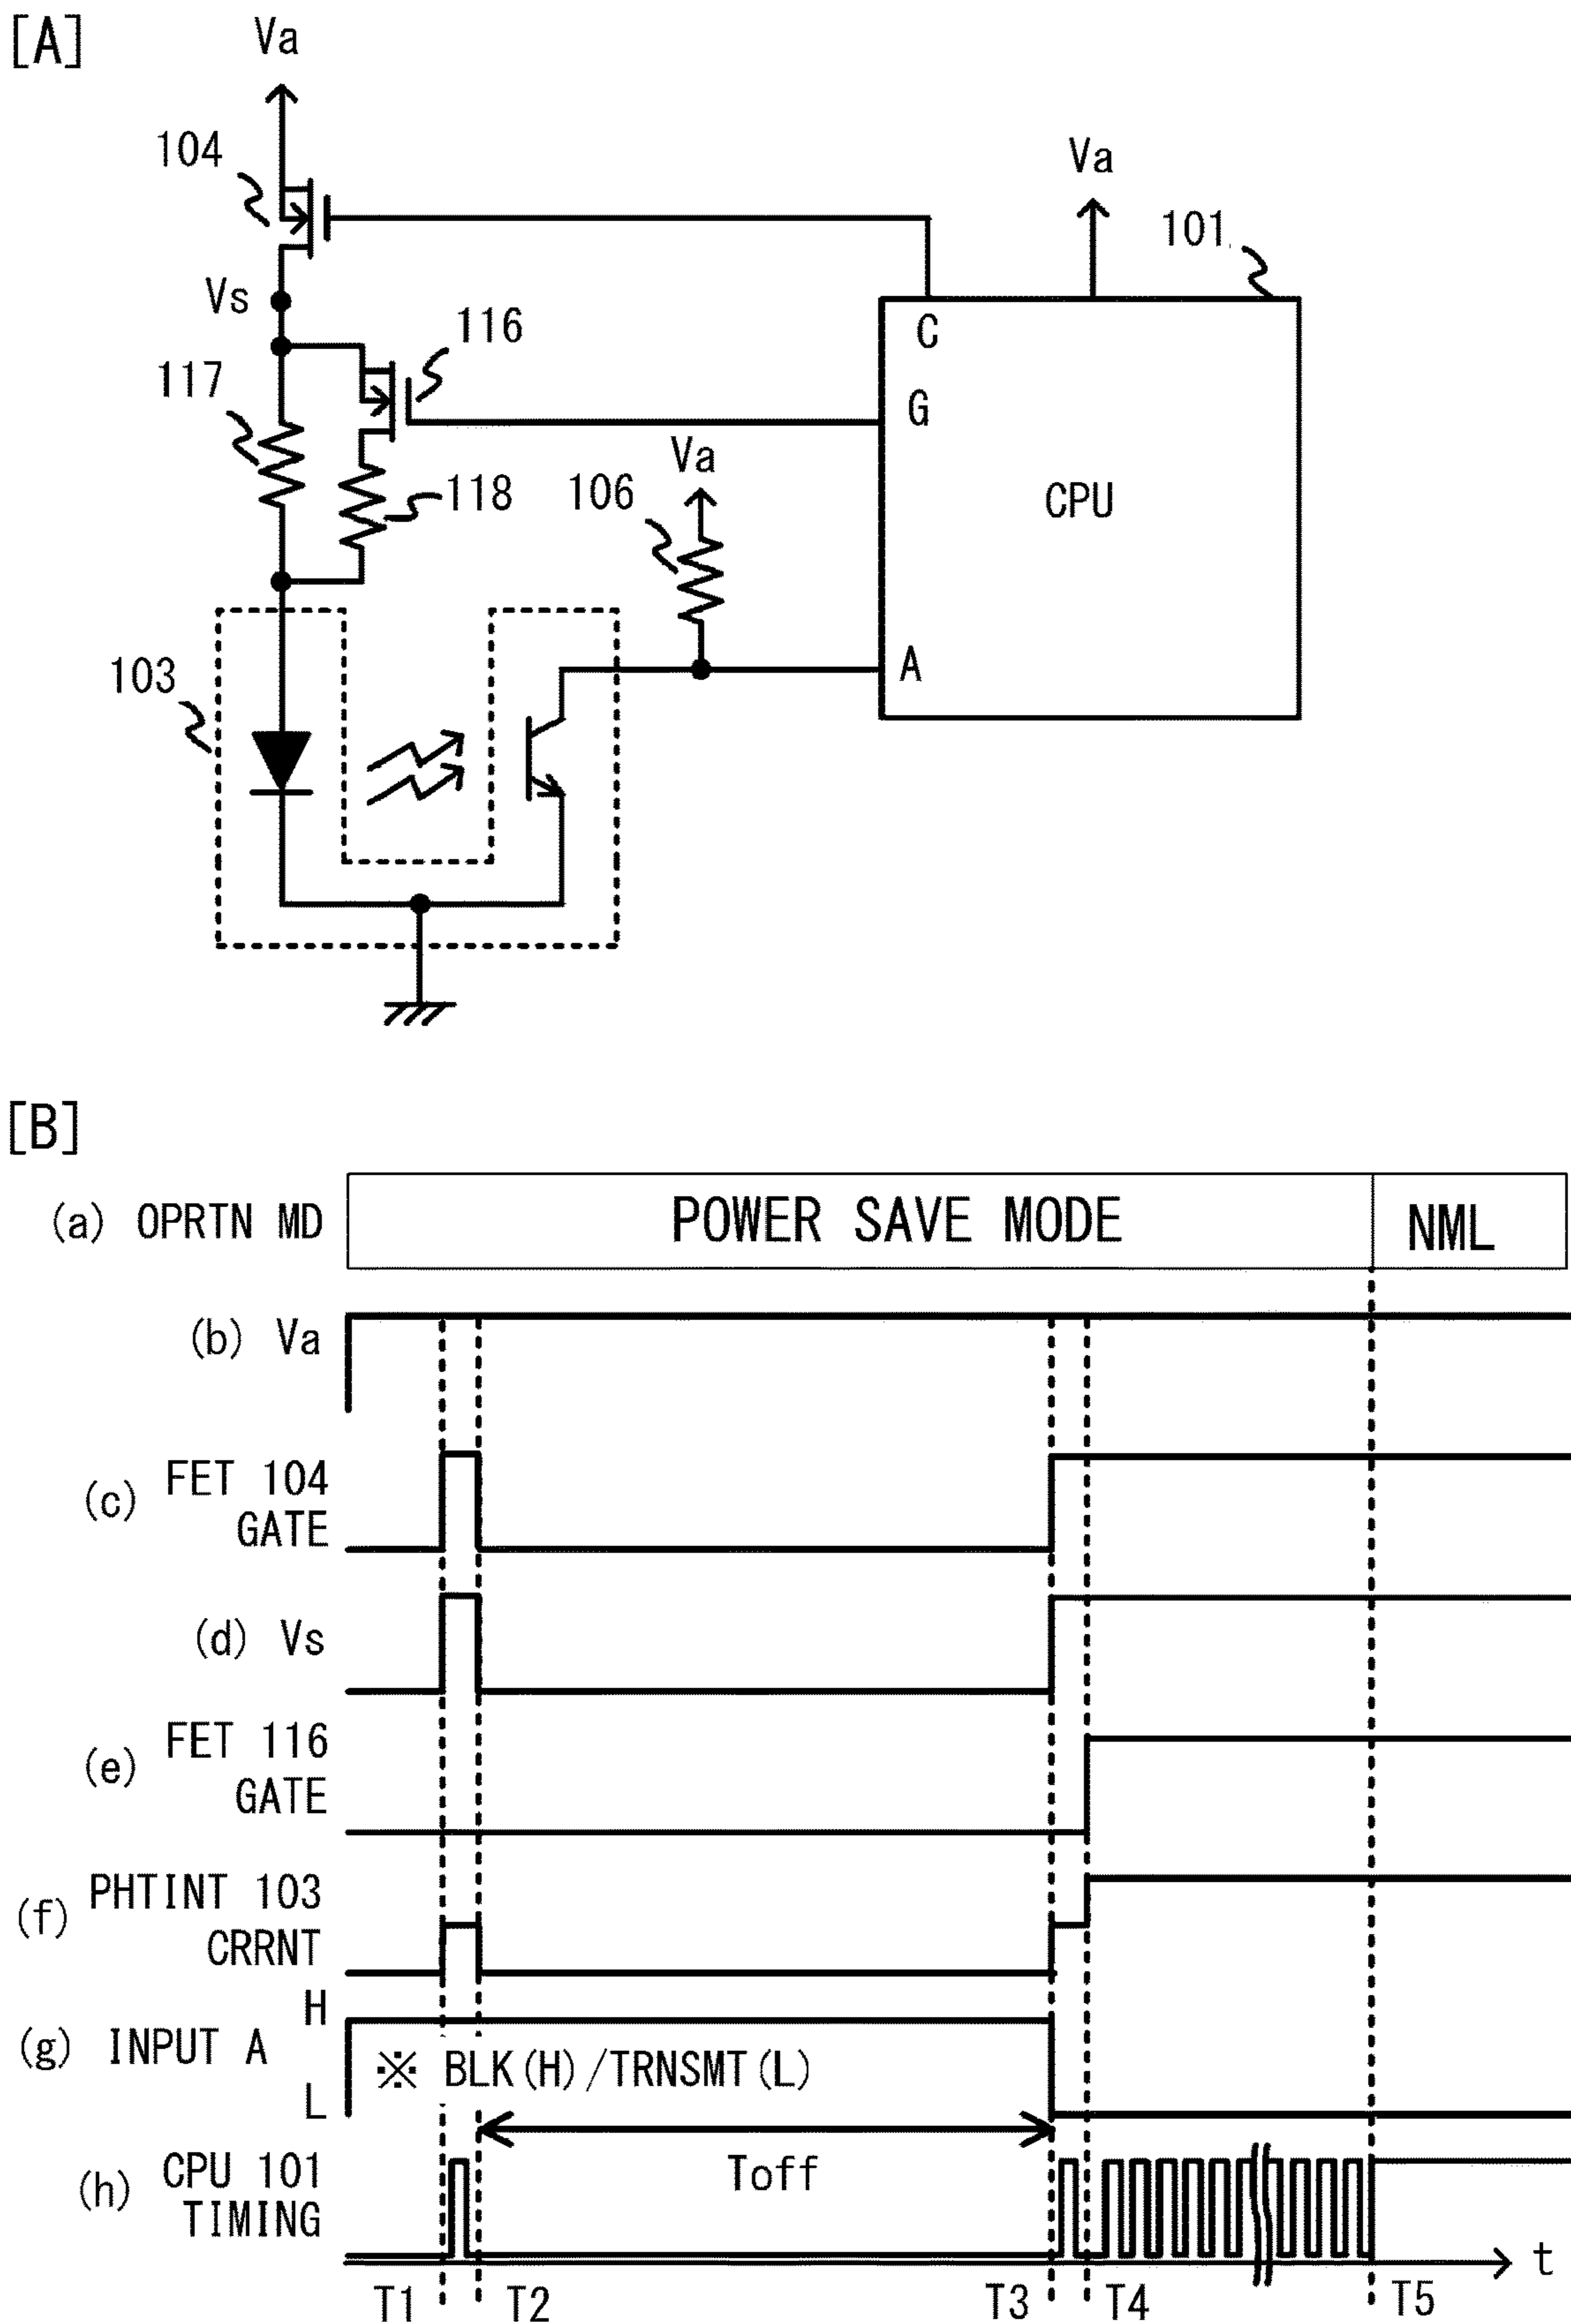 [A]
Va
104
Va
101
Vs
116
C
117
G
Va
118
106
CPU
A
103
[B]
(a) OPRTN MD
POWER SAVE MODE
NML
(b) Va
(c) FET 104
GATE
(d) Vs
(e) FET 116
GATE
(f) PHTINT 103
CRRNT
H
(g) INPUT A
※ BLK(H)/TRNSMT(L)
L
Toff
(h) CPU 101
TIMING
t
T1
T2
T3
T4
T5